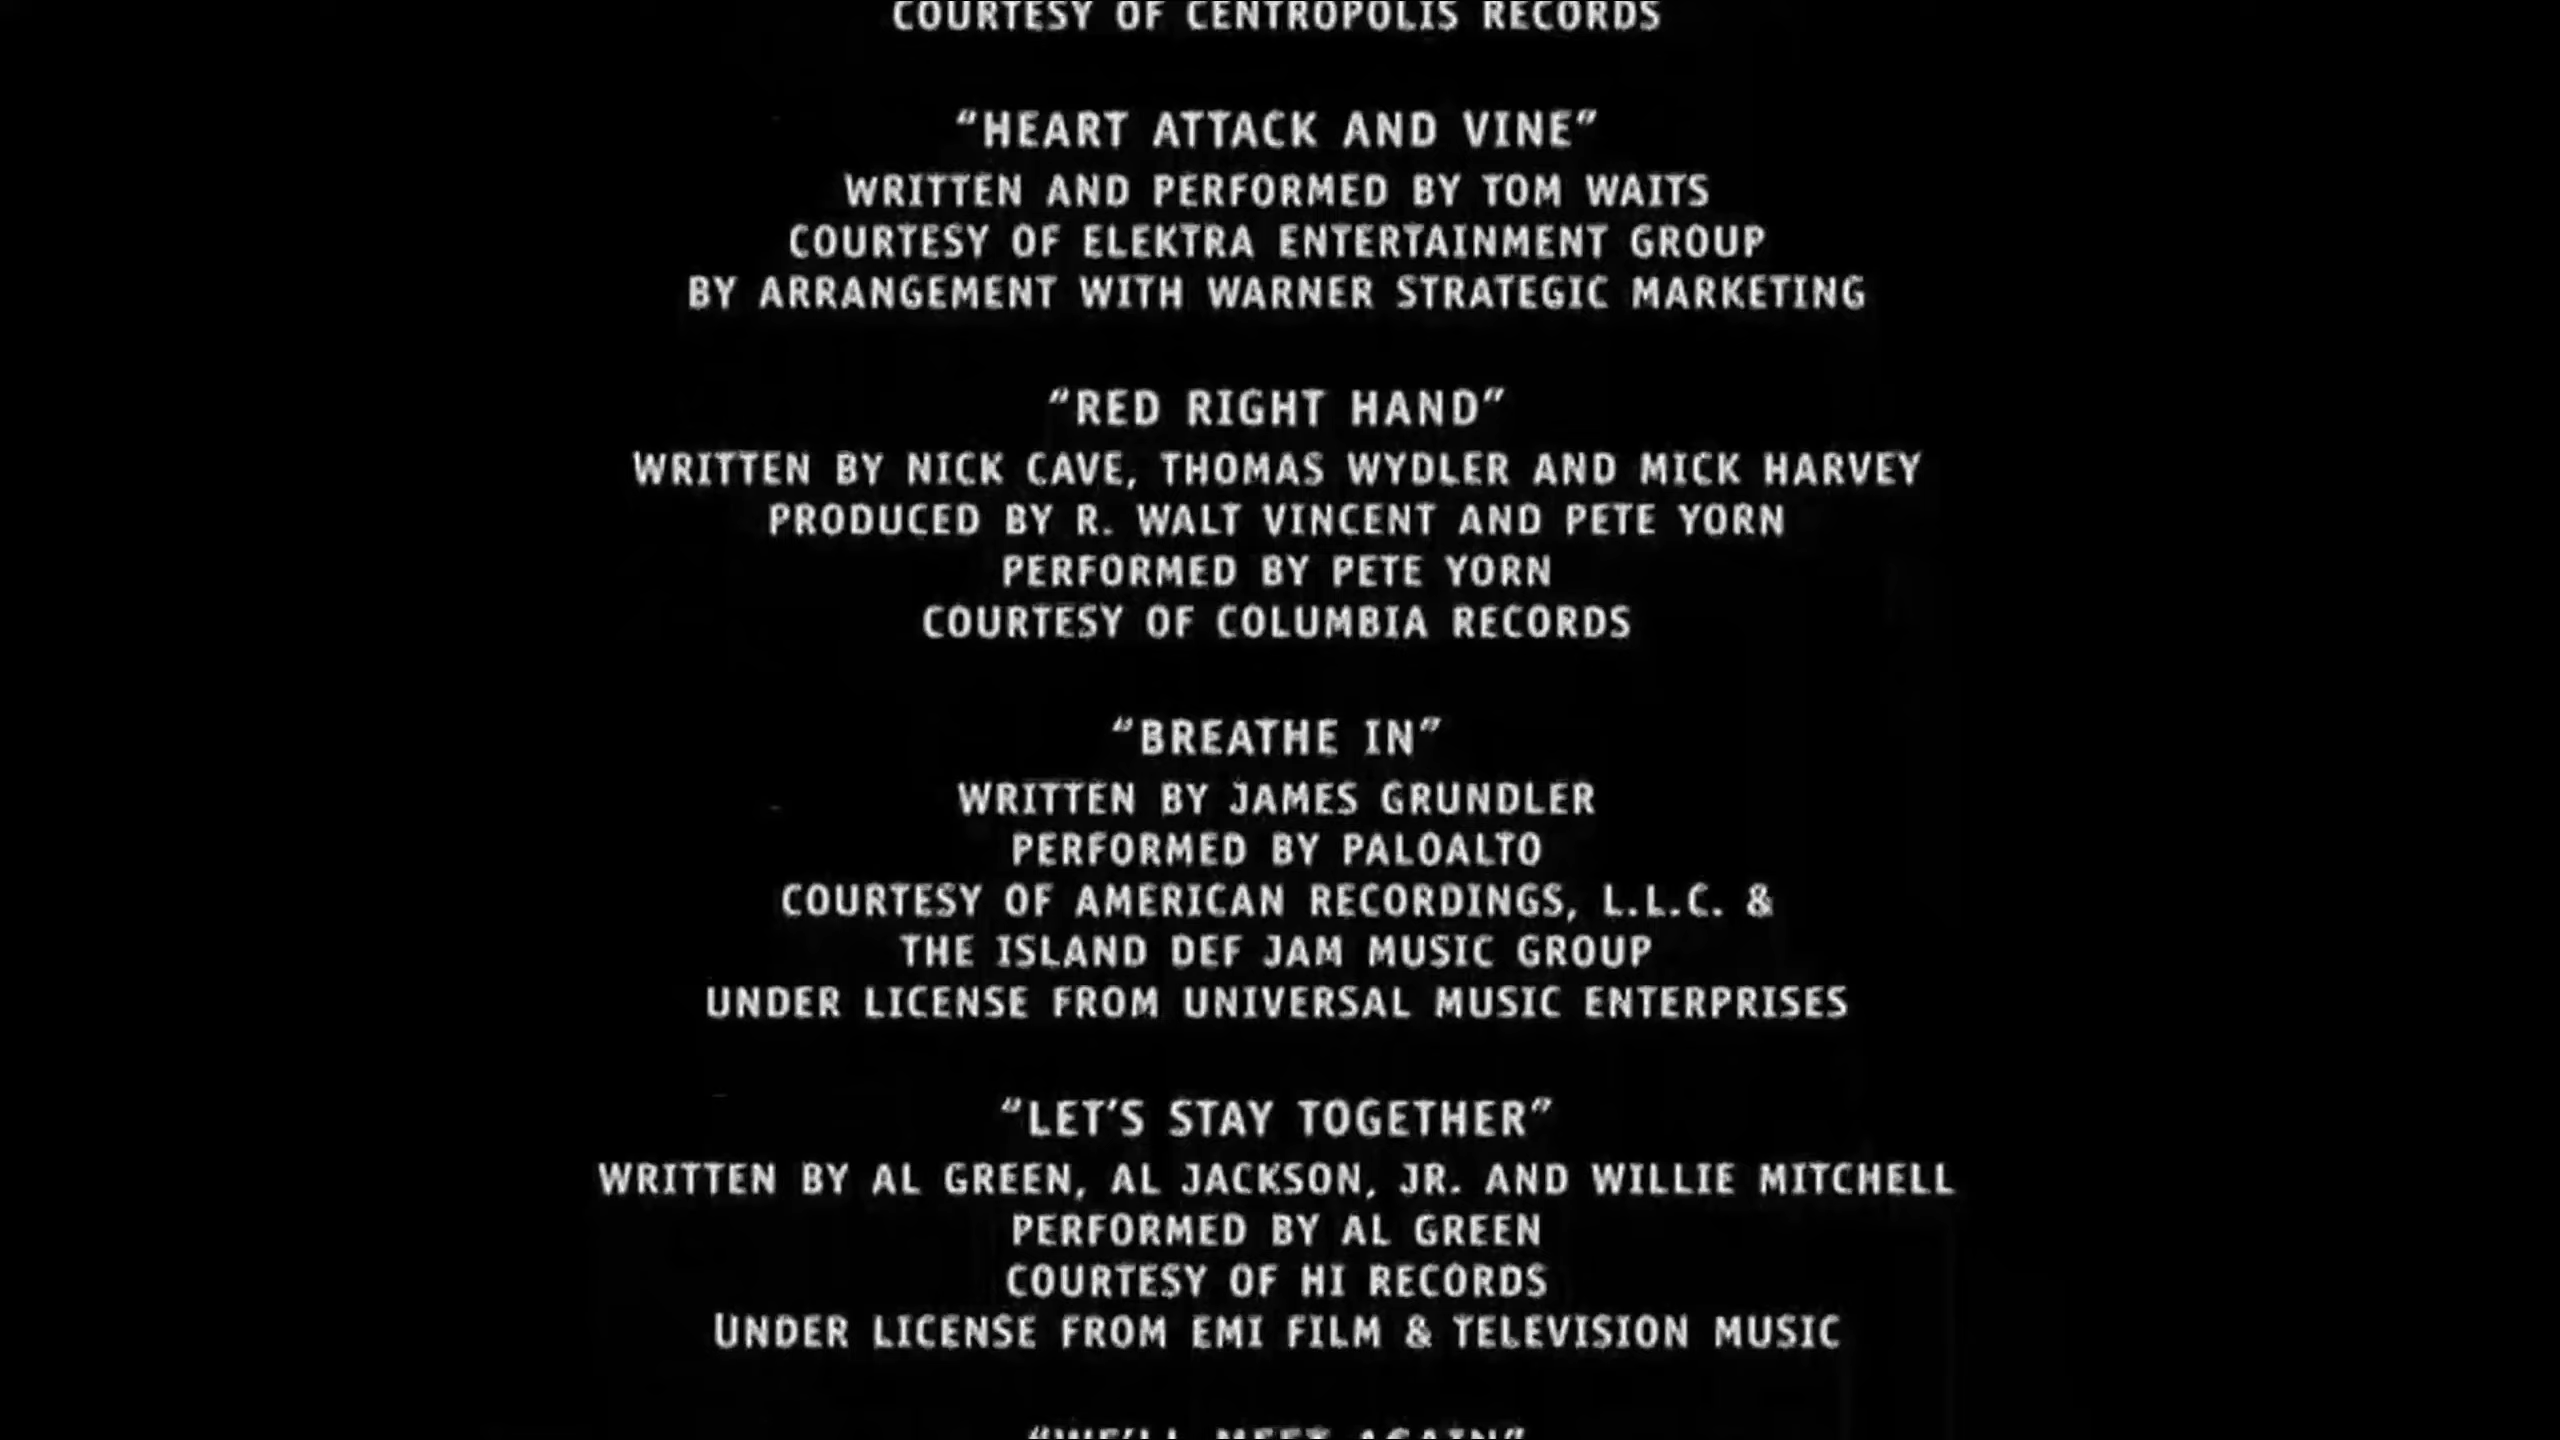 COURTESY OF CENTROPOLIS RECORDS
“HEART ATTACK AND VINE”
WRITTEN AND PERFORMED BY TOM WAITS
COURTESY OF ELEKTRA ENTERTAINMENT GROUP
BY ARRANGEMENT WITH WARNER STRATEGIC MARKETING
“RED RIGHT HAND”
WRITTEN BY NICK CAVE, THOMAS WYDLER AND MICK HARVEY
PRODUCED BY R. WALT VINCENT AND PETE YORN
PERFORMED BY PETE YORN
COURTESY OF COLUMBIA RECORDS
“BREATHE IN”
WRITTEN BY JAMES GRUNDLER
PERFORMED BY PALOALTO
COURTESY OF AMERICAN RECORDINGS, L.L.C. &
THE ISLAND DEF JAM MUSIC GROUP
UNDER LICENSE FROM UNIVERSAL MUSIC ENTERPRISES
“LET’S STAY TOGETHER”
WRITTEN BY AL GREEN, AL JACKSON, JR. AND WILLIE MITCHELL
PERFORMED BY AL GREEN
COURTESY OF HI RECORDS
UNDER LICENSE FROM EMI FILM & TELEVISION MUSIC
“WE’LL MEET AGAIN”